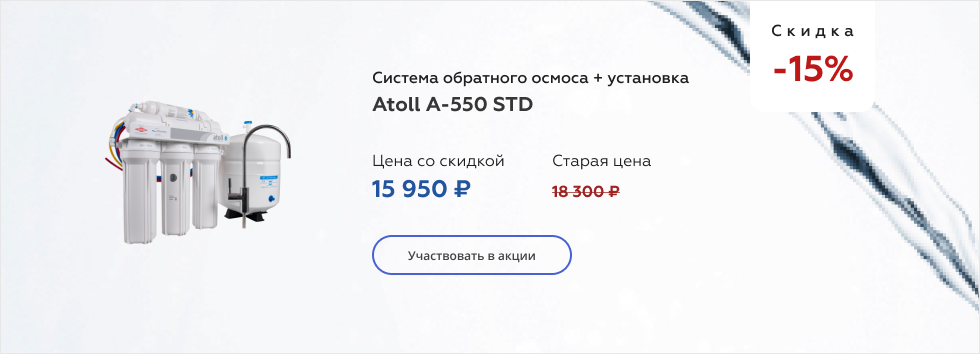 Скидка
-15%
Система обратного осмоса + установка
Atoll A-550 STD
Цена со скидкой
Старая цена
15 950 ₽
18 300 ₽
Участвовать в акции
atoll